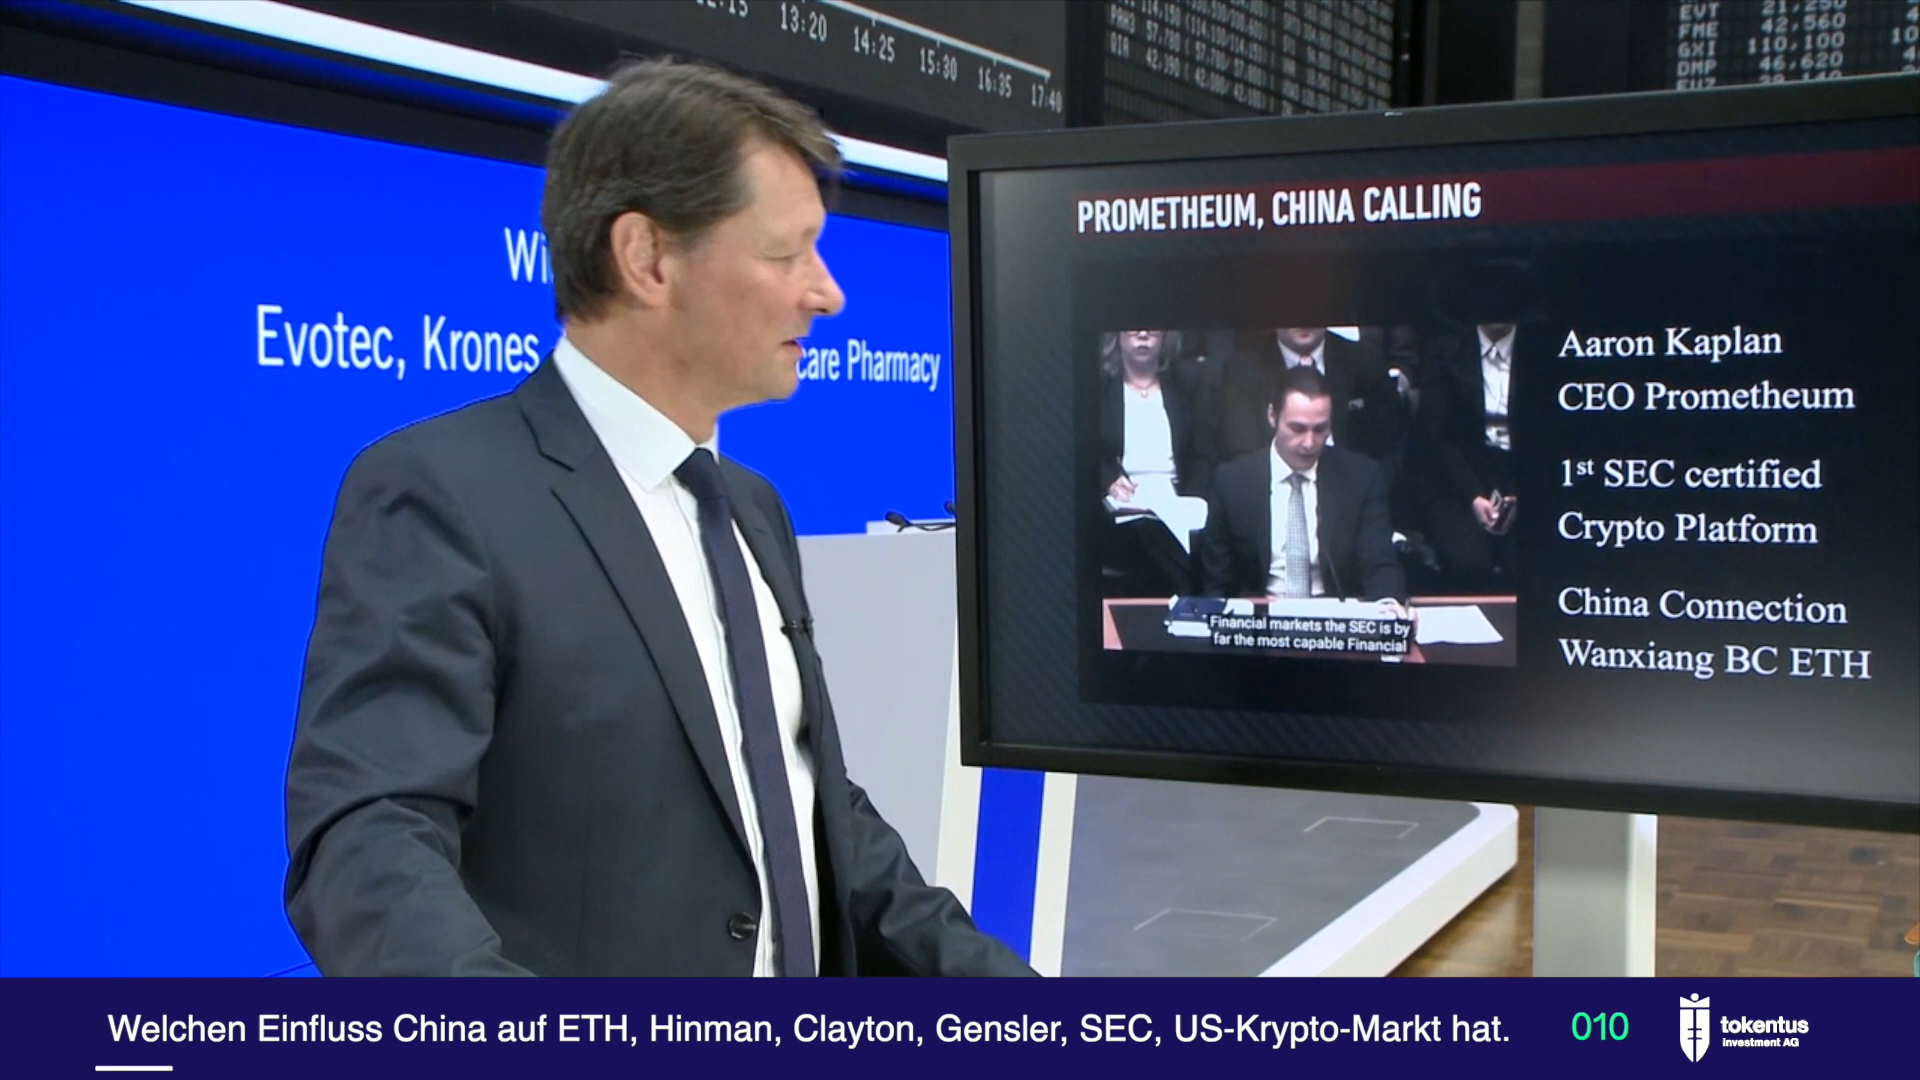 13:20
14:25
15:30
16:35
17:40
EVT 21,250
FME 42,560
GXI 110,100
DMP 46,620
Evotec, Krones
care Pharmacy
PROMETHEUM, CHINA CALLING
Aaron Kaplan
CEO Prometheum
1st SEC certified
Crypto Platform
China Connection
Wanxiang BC ETH
Financial markets the SEC is by
far the most capable Financial
Welchen Einfluss China auf ETH, Hinman, Clayton, Gensler, SEC, US-Krypto-Markt hat.
010
tokentus
investment AG